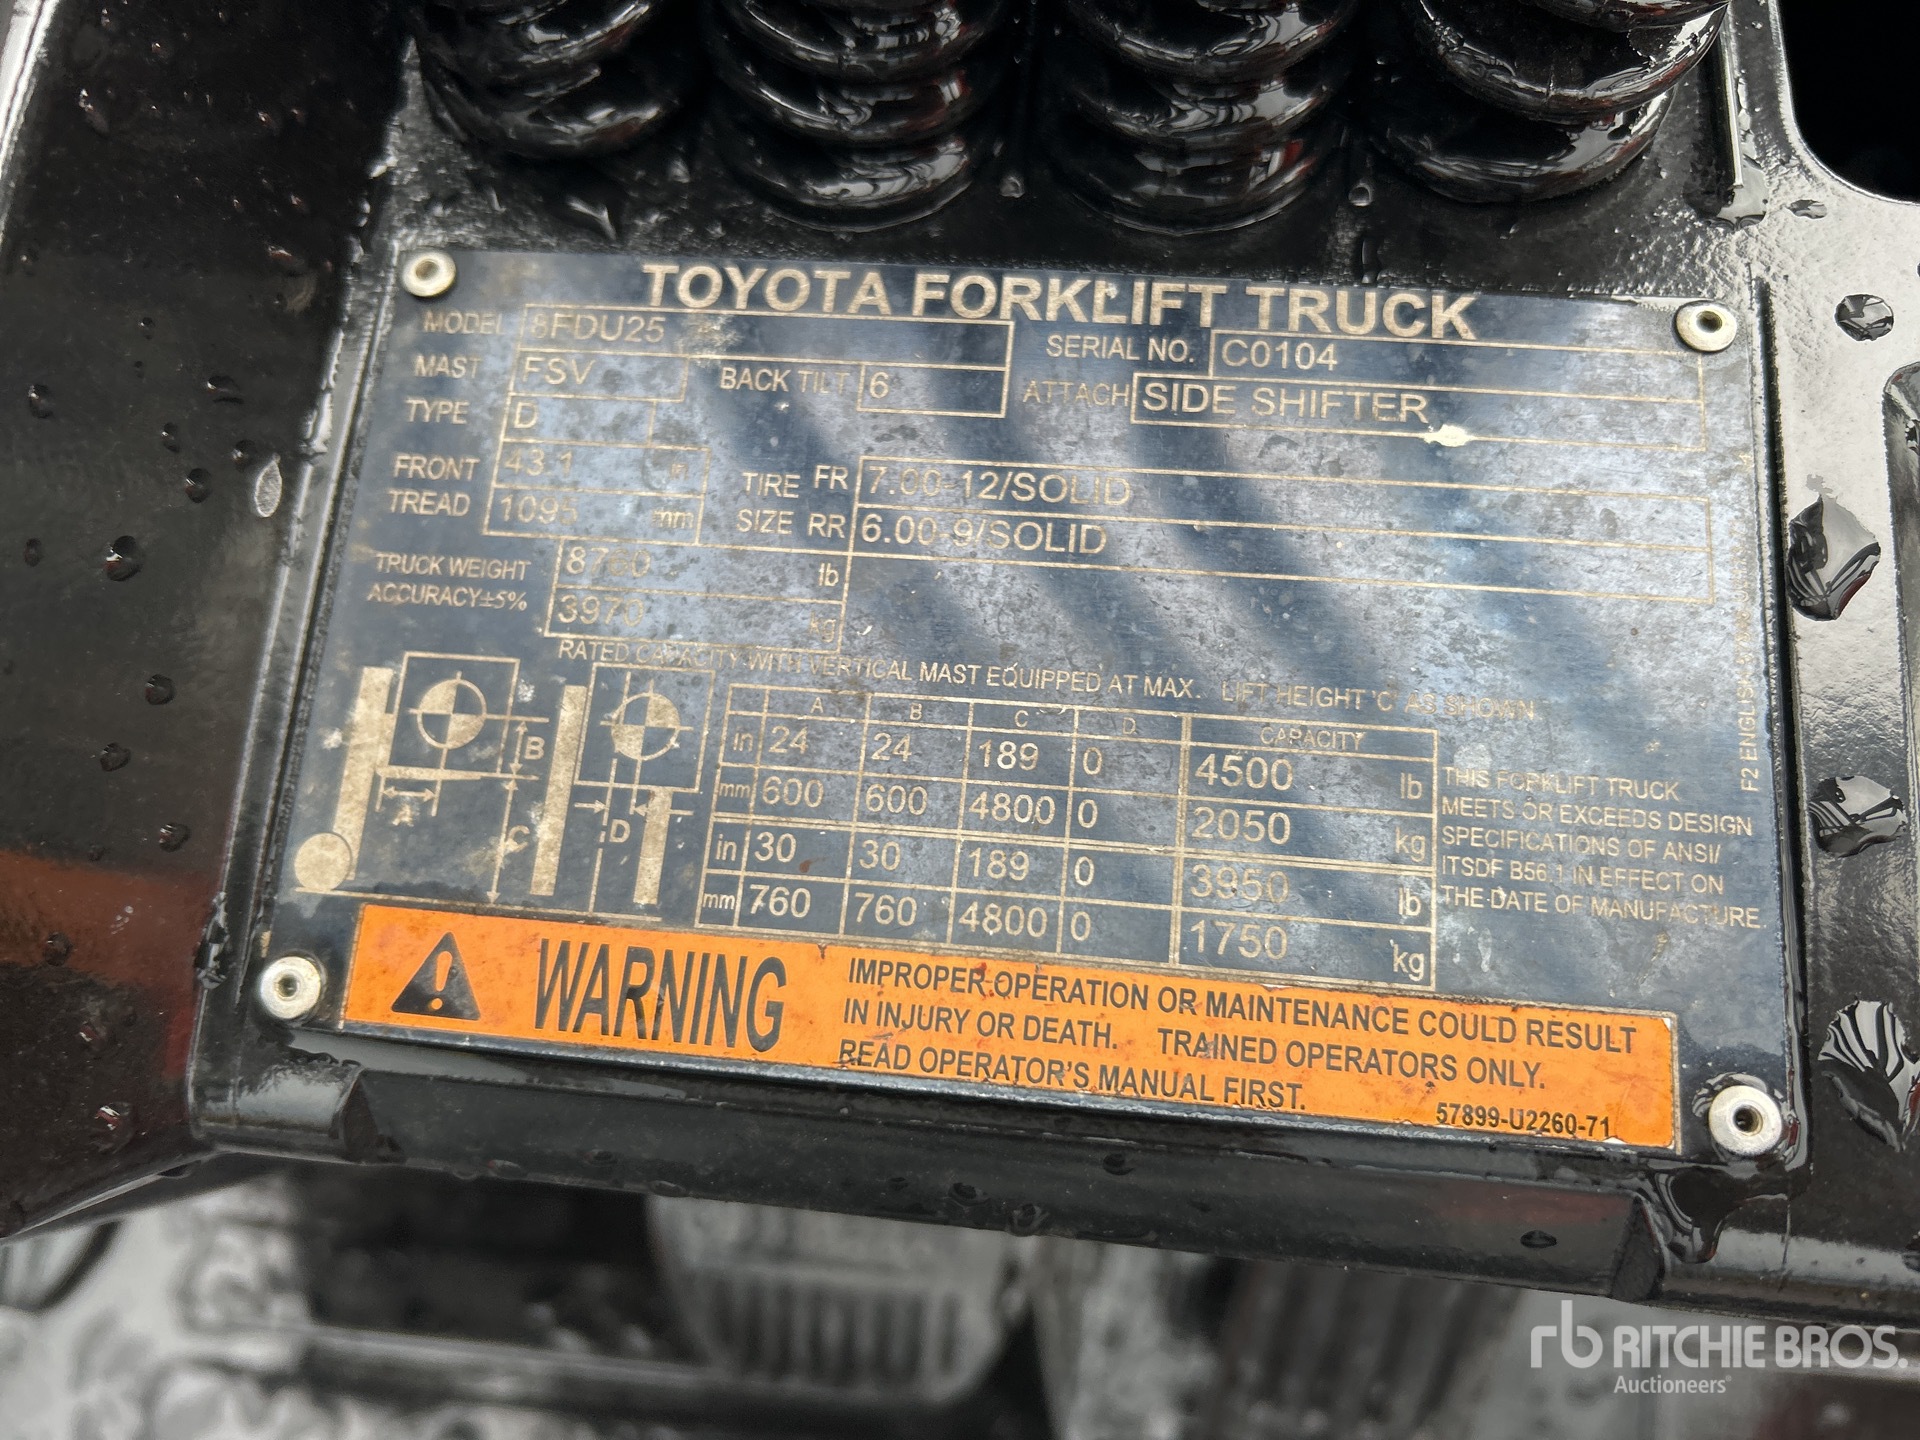 TOYOTA FORKLIFT TRUCK
MODEL 8FDU25 SERIAL NO. C0104
MAST FSV BACK TILT 6 ATTACH SIDE SHIFTER
TYPE D
FRONT TREAD 43.1 in TIRE SIZE FR 7.00-12/SOLID
1095 mm RR 6.00-9/SOLID
TRUCK WEIGHT 8760 lb
ACCURACY±5% 3970 kg
RATED CAPACITY WITH VERTICAL MAST EQUIPPED AT MAX. LIFT HEIGHT 'C' AS SHOWN
A B C D CAPACITY
in 24 24 189 0 4500 lb
mm 600 600 4800 0 2050 kg
in 30 30 189 0 3950 lb
mm 760 760 4800 0 1750 kg
B
A
C
D
THIS FORKLIFT TRUCK
MEETS OR EXCEEDS DESIGN
SPECIFICATIONS OF ANSI/
ITSDF B56.1 IN EFFECT ON
THE DATE OF MANUFACTURE.
F2 ENGLISH
WARNING
IMPROPER OPERATION OR MAINTENANCE COULD RESULT
IN INJURY OR DEATH. TRAINED OPERATORS ONLY.
READ OPERATOR'S MANUAL FIRST.
57899-U2260-71
rb RITCHIE BROS.
Auctioneers